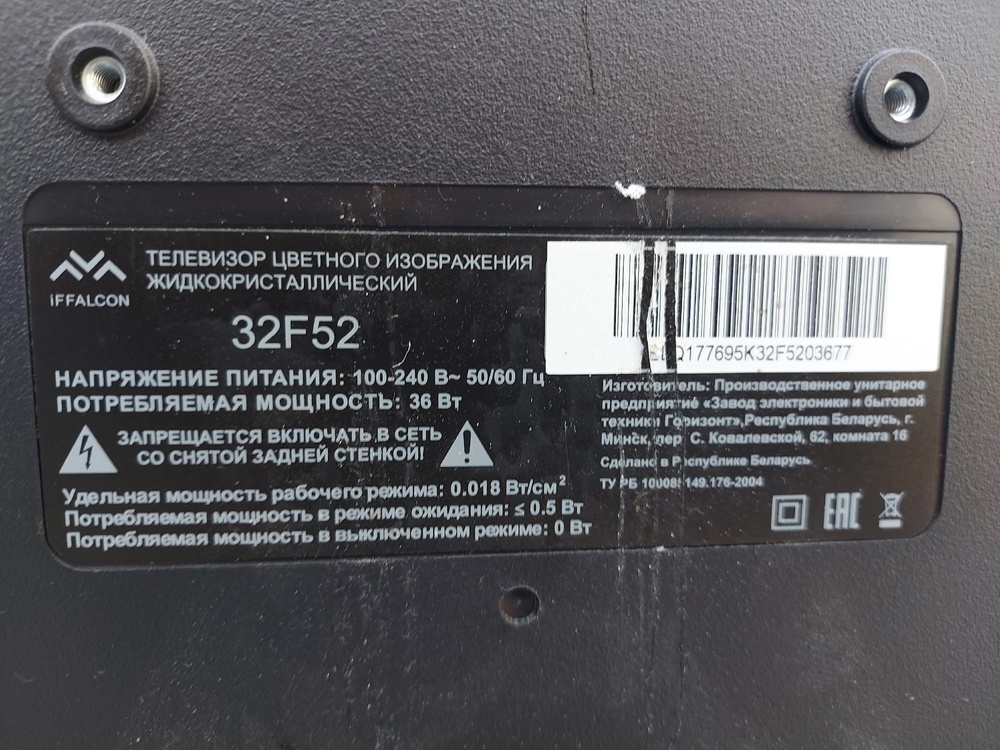 iFFALCON
ТЕЛЕВИЗОР ЦВЕТНОГО ИЗОБРАЖЕНИЯ
ЖИДКОКРИСТАЛЛИЧЕСКИЙ
32F52
НАПРЯЖЕНИЕ ПИТАНИЯ: 100-240 В~ 50/60 Гц
ПОТРЕБЛЯЕМАЯ МОЩНОСТЬ: 36 Вт
ЗАПРЕЩАЕТСЯ ВКЛЮЧАТЬ В СЕТЬ
СО СНЯТОЙ ЗАДНЕЙ СТЕНКОЙ!
Удельная мощность рабочего режима: 0.018 Вт/см²
Потребляемая мощность в режиме ожидания: ≤ 0.5 Вт
Потребляемая мощность в выключенном режиме: 0 Вт
Изготовитель: Производственное унитарное
предприятие «Завод электроники и бытовой
техники Горизонт»,Республика Беларусь, г.
Минск, пер. С. Ковалевской, 62, комната 16
Сделано в Республике Беларусь
ТУ РБ
EAC